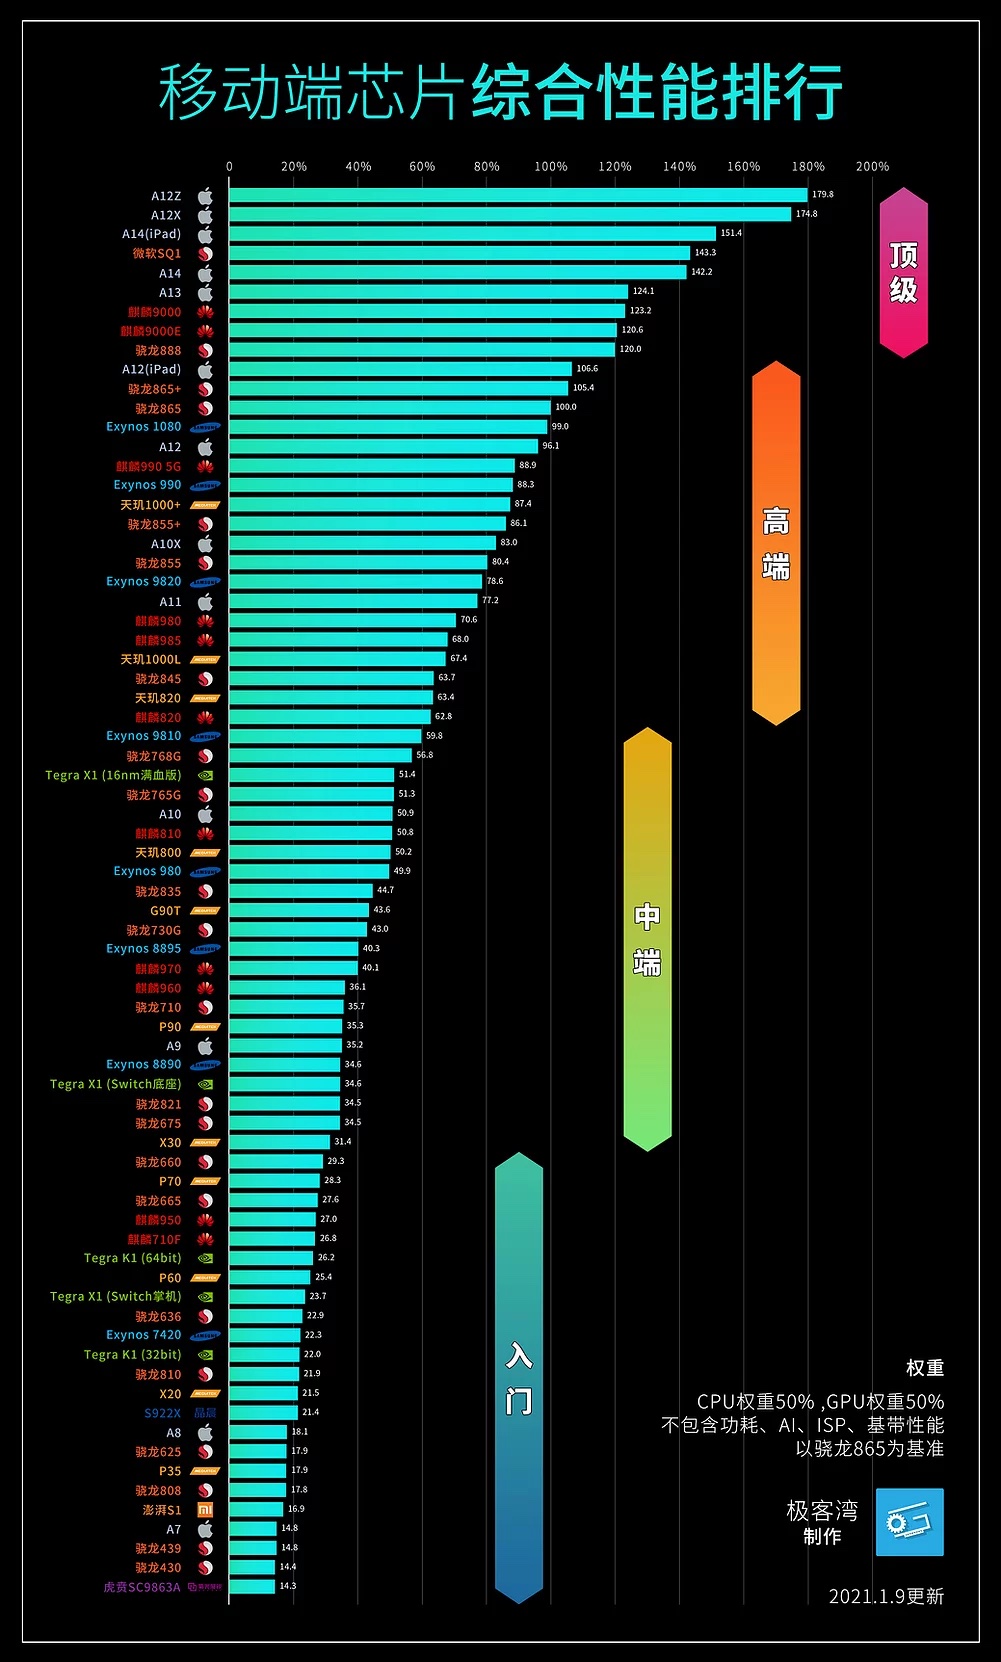 移动端芯片综合性能排行
0 20% 40% 60% 80% 100% 120% 140% 160% 180% 200%
A12Z 179.8
A12X 174.8
A14(iPad) 151.4
微软SQ1 143.3
A14 142.2
A13 124.1
麒麟9000 123.2
麒麟9000E 120.6
骁龙888 120.0
顶级
A12(iPad) 106.6
骁龙865+ 105.4
骁龙865 100.0
Exynos 1080 99.0
A12 96.1
麒麟990 5G 88.9
Exynos 990 88.3
天玑1000+ 87.4
骁龙855+ 86.1
A10X 83.0
骁龙855 80.4
Exynos 9820 78.6
A11 77.2
麒麟980 70.6
麒麟985 68.0
天玑1000L 67.4
骁龙845 63.7
天玑820 63.4
麒麟820 62.8
高端
Exynos 9810 59.8
骁龙768G 56.8
Tegra X1 (16nm满血版) 51.4
骁龙765G 51.3
A10 50.9
麒麟810 50.8
天玑800 50.2
Exynos 980 49.9
骁龙835 44.7
G90T 43.6
骁龙730G 43.0
Exynos 8895 40.3
麒麟970 40.1
麒麟960 36.1
骁龙710 35.7
P90 35.3
A9 35.2
Exynos 8890 34.6
Tegra X1 (Switch底座) 34.6
骁龙821 34.5
骁龙675 34.5
X30 31.4
中端
骁龙660 29.3
P70 28.3
骁龙665 27.6
麒麟950 27.0
麒麟710F 26.8
Tegra K1 (64bit) 26.2
P60 25.4
Tegra X1 (Switch掌机) 23.7
骁龙636 22.9
Exynos 7420 22.3
Tegra K1 (32bit) 22.0
骁龙810 21.9
X20 21.5
S922X 晶晨 21.4
A8 18.1
骁龙625 17.9
P35 17.9
骁龙808 17.8
澎湃S1 MI 16.9
A7 14.8
骁龙439 14.8
骁龙430 14.4
虎贲SC9863A 14.3
入门
权重
CPU权重50% ,GPU权重50%
不包含功耗、AI、ISP、基带性能
以骁龙865为基准
极客湾
制作
2021.1.9更新